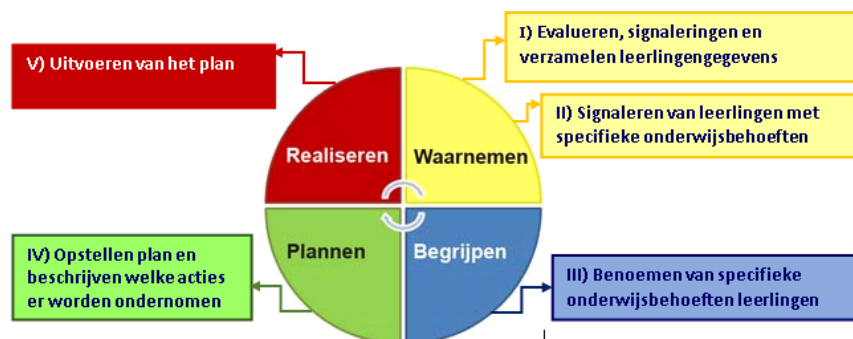 I) Evalueren, signaleringen en
verzamelen leerlingengegevens
V) Uitvoeren van het plan
II) Signaleren van leerlingen met
specifieke onderwijsbehoeften
Realiseren
Waarnemen
Plannen
Begrijpen
IV) Opstellen plan en
beschrijven welke acties
er worden ondernomen
III) Benoemen van specifieke
onderwijsbehoeften leerlingen